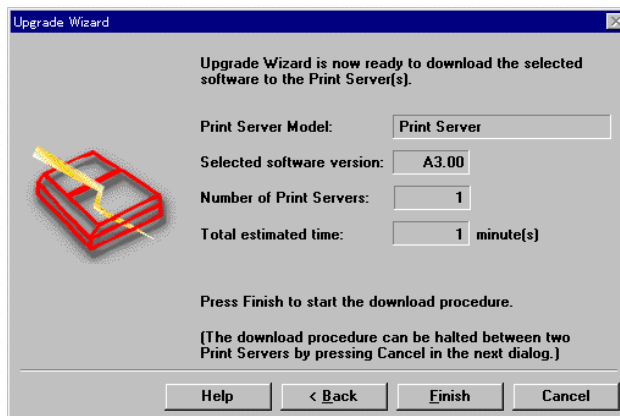 Upgrade Wizard
Upgrade Wizard is now ready to download the selected
software to the Print Server(s).
Print Server Model: Print Server
Selected software version: A3.00
Number of Print Servers: 1
Total estimated time: 1 minute(s)
Press Finish to start the download procedure.
(The download procedure can be halted between two
Print Servers by pressing Cancel in the next dialog.)
Help < Back Finish Cancel